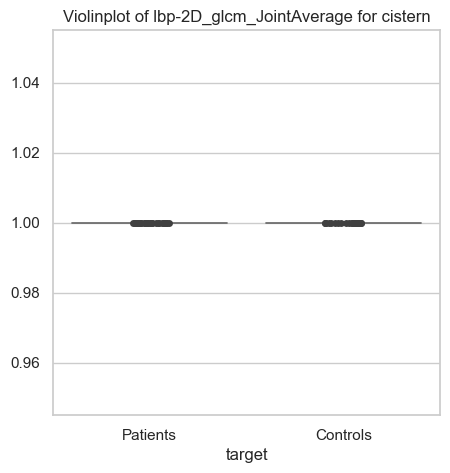 Violinplot of lbp-2D_glcm_JointAverage for cistern
1.04
1.02
1.00
0.98
0.96
Patients Controls
target